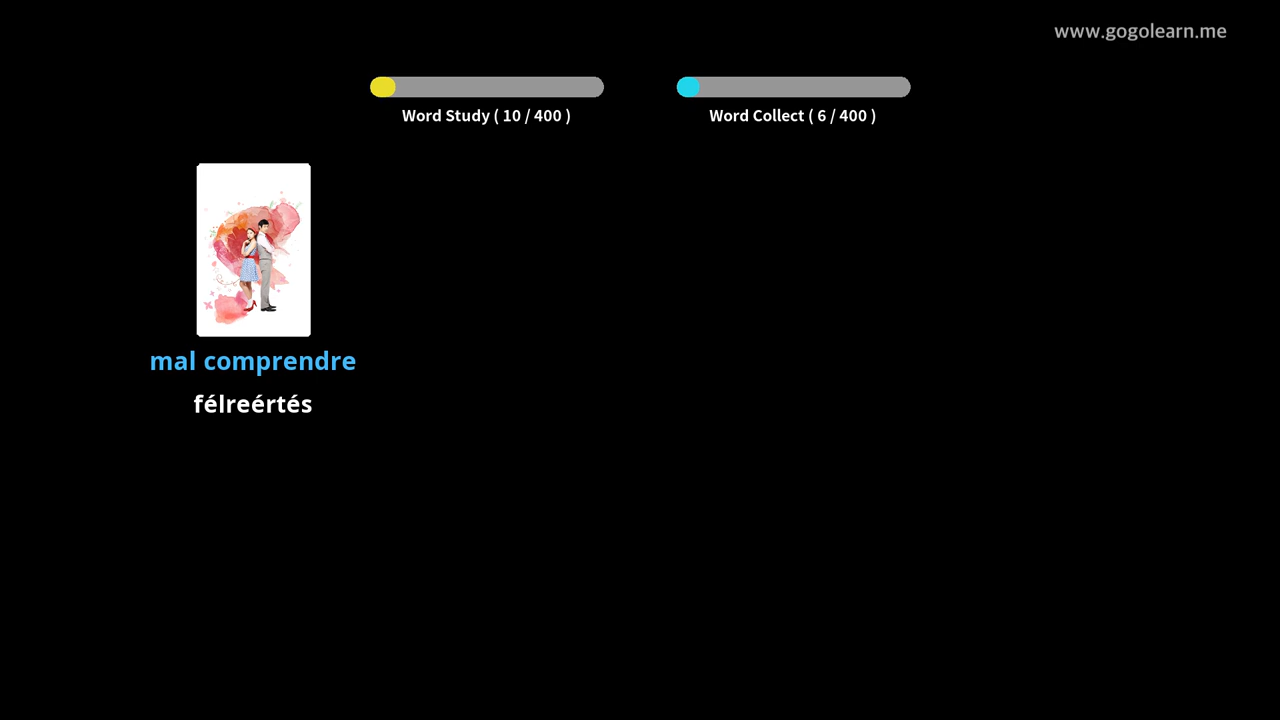 www.gogolearn.me
Word Study ( 10 / 400 )
Word Collect ( 6 / 400 )
mal comprendre
félreértés